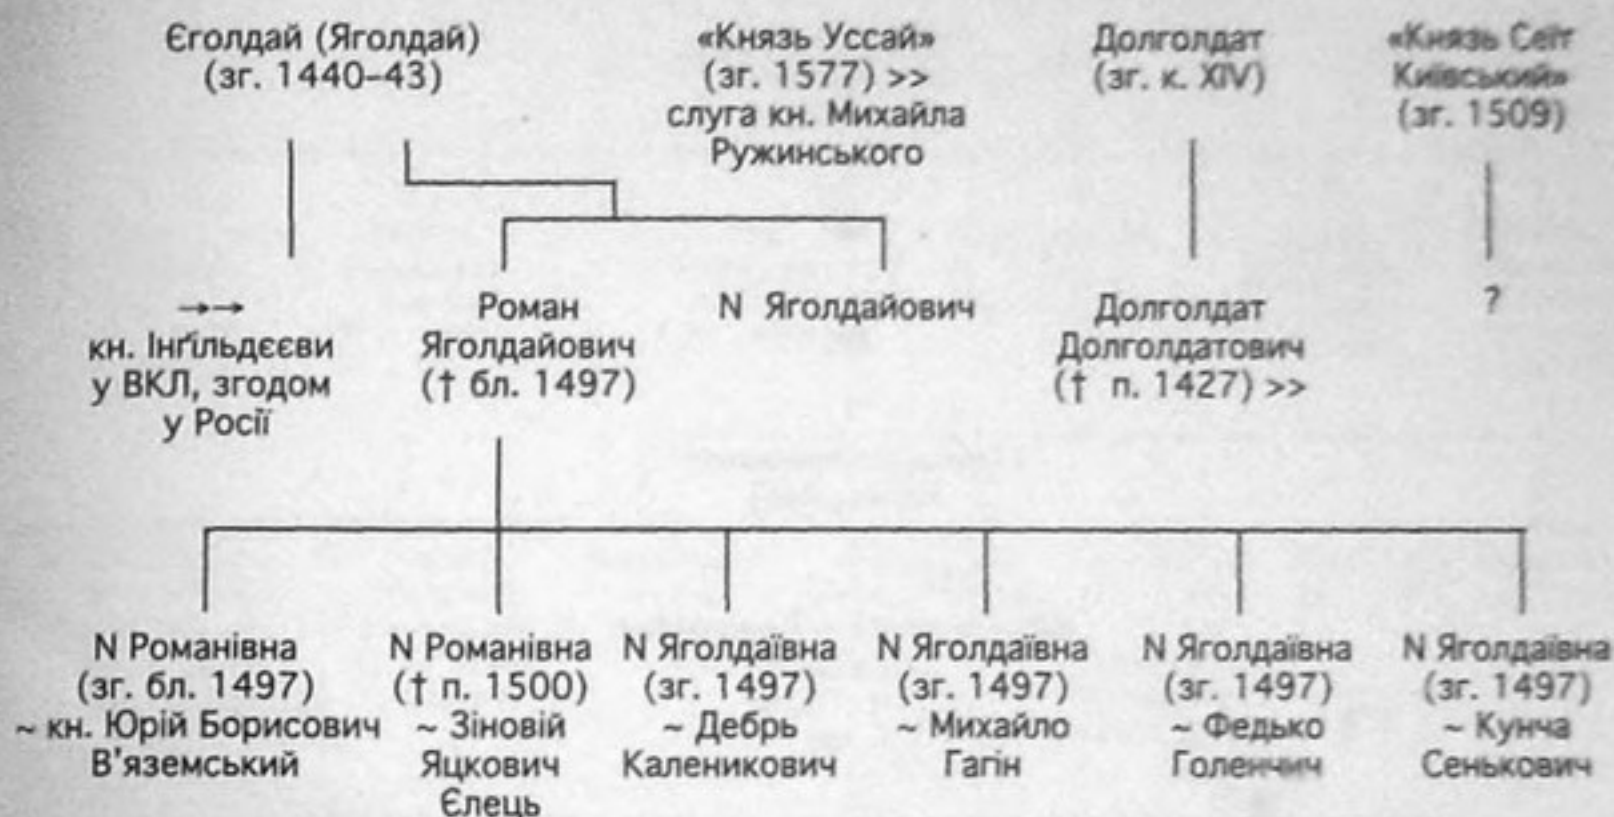 Єголдай (Яголдай)
(зг. 1440–43)
«Князь Уссай»
(зг. 1577) >>
слуга кн. Михайла
Ружинського
Долголдат
(зг. к. XIV)
«Князь Сеіт
Київський»
(зг. 1509)
→→
кн. Інґільдєєви
у ВКЛ, згодом
у Росії
Роман
Яголдайович
(† бл. 1497)
N Яголдайович
Долголдат
Долголдатович
(† п. 1427) >>
?
N Романівна
(зг. бл. 1497)
~ кн. Юрій Борисович
В'яземський
N Романівна
(† п. 1500)
~ Зіновій
Яцкович
Єлець
N Яголдаївна
(зг. 1497)
~ Дебрь
Каленикович
N Яголдаївна
(зг. 1497)
~ Михайло
Гагін
N Яголдаївна
(зг. 1497)
~ Федько
Голенчич
N Яголдаївна
(зг. 1497)
~ Кунча
Сенькович